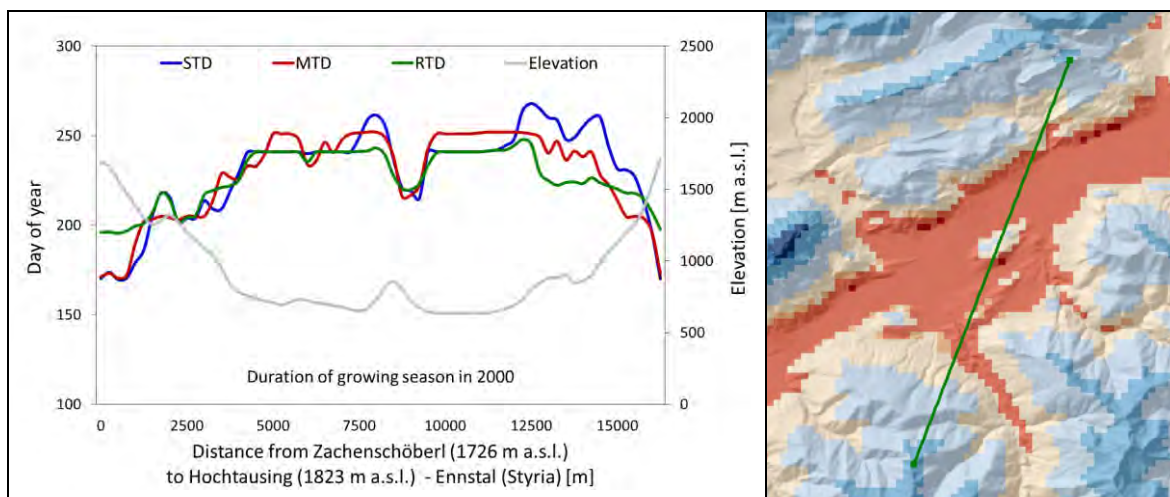 300
250
200
150
100
Day of year
STD
MTD
RTD
Elevation
2500
2000
1500
1000
500
0
Elevation [m a.s.l.]
Duration of growing season in 2000
0
2500
5000
7500
10000
12500
15000
Distance from Zachenschöberl (1726 m a.s.l.)
to Hochtausing (1823 m a.s.l.) - Ennstal (Styria) [m]